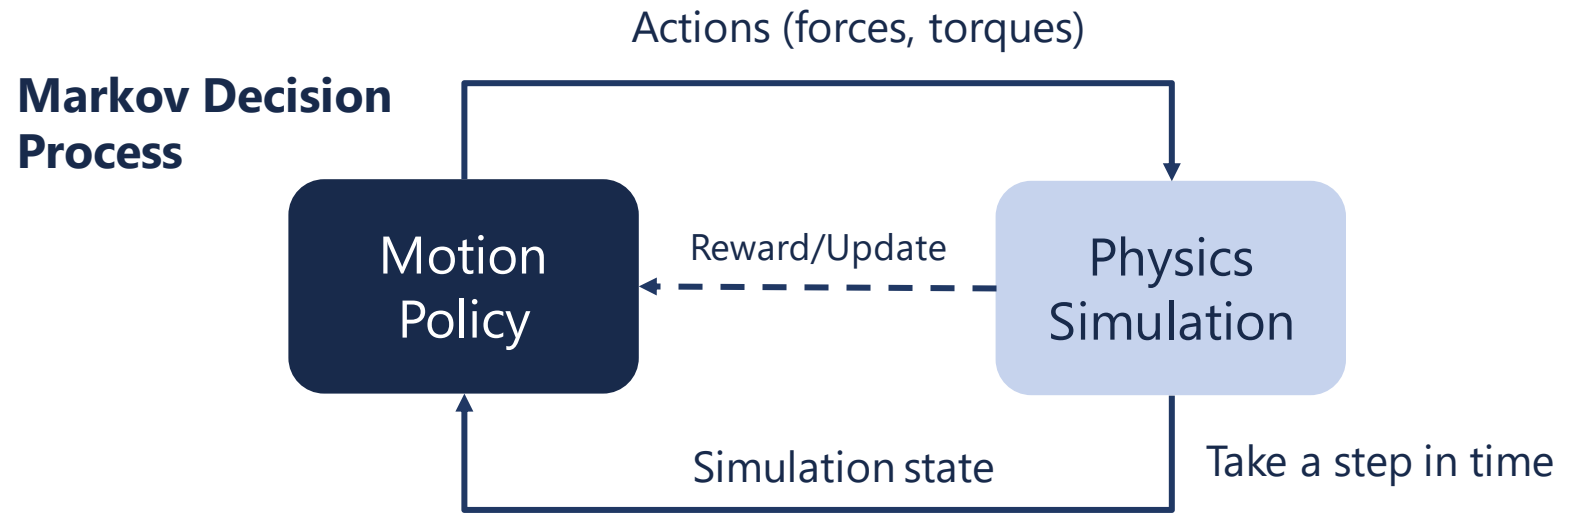 Actions (forces, torques)
Markov Decision
Process
Motion
Policy
Reward/Update
Physics
Simulation
Simulation state
Take a step in time